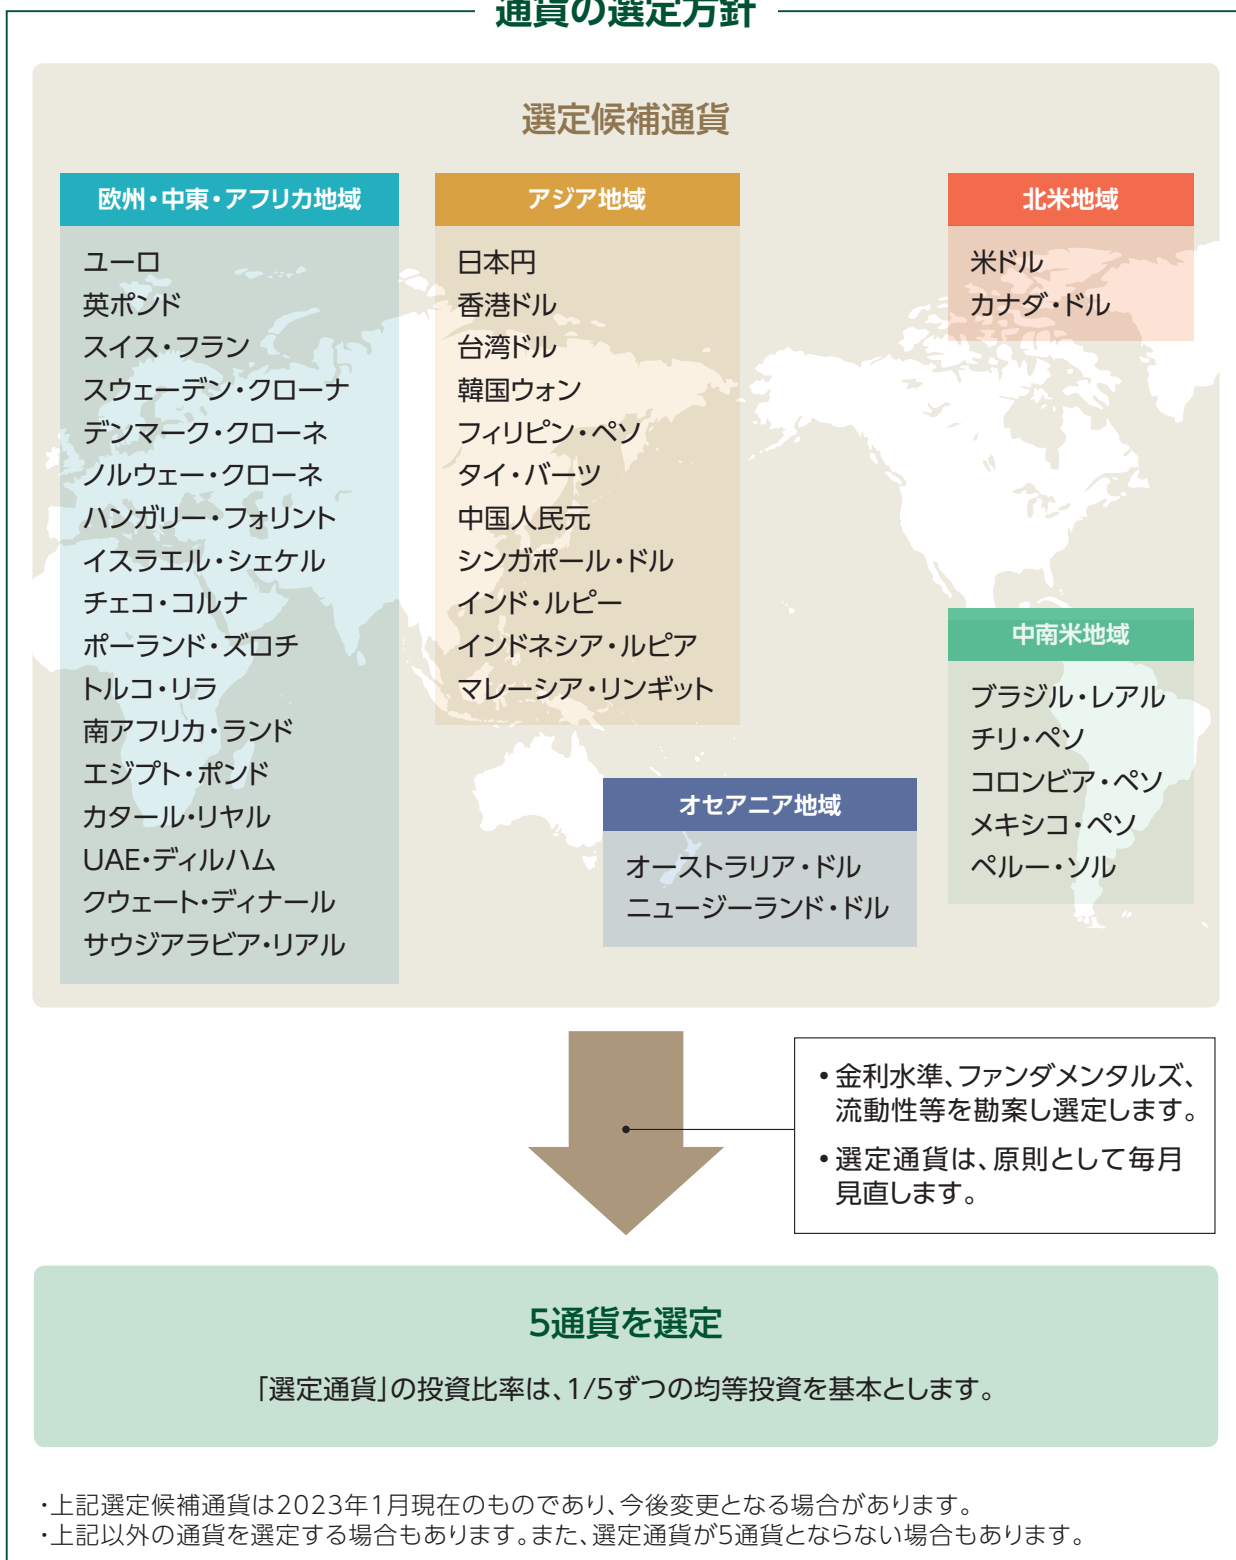 通貨の選定方針
選定候補通貨
欧州・中東・アフリカ地域
ユーロ
英ポンド
スイス・フラン
スウェーデン・クローナ
デンマーク・クローネ
ノルウェー・クローネ
ハンガリー・フォリント
イスラエル・シェケル
チェコ・コルナ
ポーランド・ズロチ
トルコ・リラ
南アフリカ・ランド
エジプト・ポンド
カタール・リヤル
UAE・ディルハム
クウェート・ディナール
サウジアラビア・リアル
アジア地域
日本円
香港ドル
台湾ドル
韓国ウォン
フィリピン・ペソ
タイ・バーツ
中国人民元
シンガポール・ドル
インド・ルピー
インドネシア・ルピア
マレーシア・リンギット
北米地域
米ドル
カナダ・ドル
中南米地域
ブラジル・レアル
チリ・ペソ
コロンビア・ペソ
メキシコ・ペソ
ペルー・ソル
オセアニア地域
オーストラリア・ドル
ニュージーランド・ドル
•金利水準、ファンダメンタルズ、
流動性等を勘案し選定します。
•選定通貨は、原則として毎月
見直します。
5通貨を選定
「選定通貨」の投資比率は、1/5ずつの均等投資を基本とします。
・上記選定候補通貨は2023年1月現在のものであり、今後変更となる場合があります。
・上記以外の通貨を選定する場合もあります。また、選定通貨が5通貨とならない場合もあります。